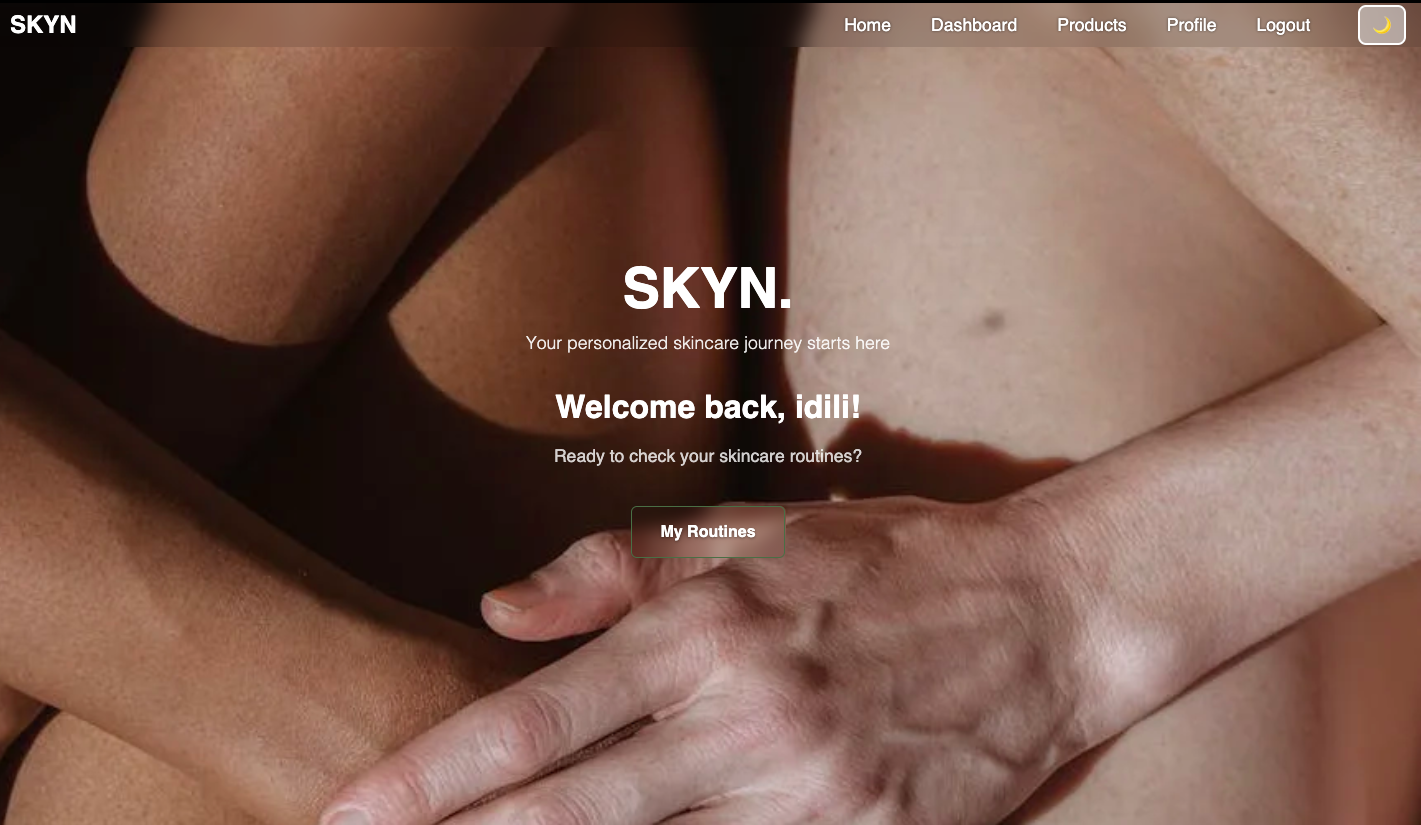 SKYN
Home Dashboard Products Profile Logout
SKYN.
Your personalized skincare journey starts here
Welcome back, idili!
Ready to check your skincare routines?
My Routines